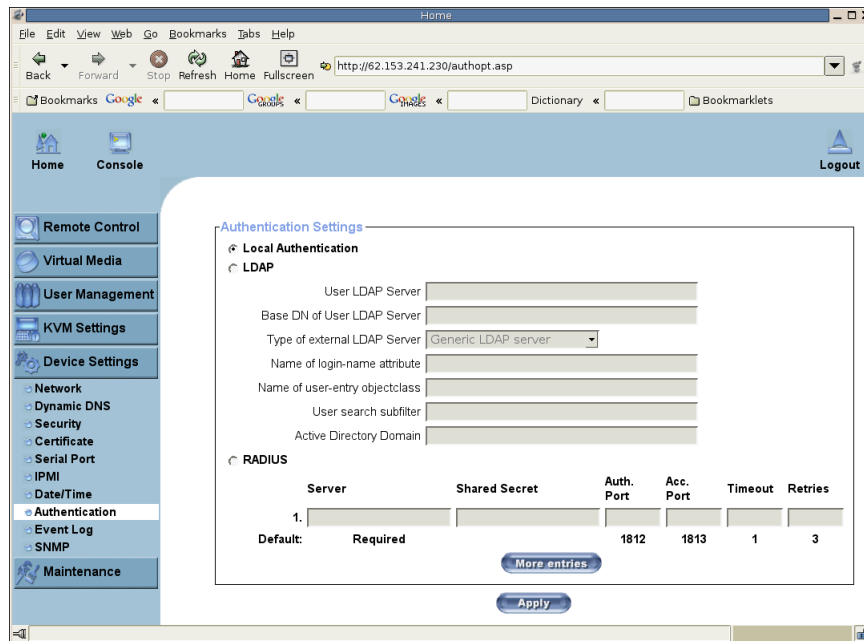 Home
File Edit View Web Go Bookmarks Tabs Help
Back Forward Stop Refresh Home Fullscreen http://62.153.241.230/authopt.asp
Bookmarks Google « Google GROUPS « Google IMAGES « Dictionary « Bookmarklets
Home Console Logout
Remote Control
Virtual Media
User Management
KVM Settings
Device Settings
Network
Dynamic DNS
Security
Certificate
Serial Port
IPMI
Date/Time
Authentication
Event Log
SNMP
Maintenance
Authentication Settings
Local Authentication
LDAP
User LDAP Server
Base DN of User LDAP Server
Type of external LDAP Server Generic LDAP server
Name of login-name attribute
Name of user-entry objectclass
User search subfilter
Active Directory Domain
RADIUS
Server Shared Secret Auth. Port Acc. Port Timeout Retries
1.
Default: Required 1812 1813 1 3
More entries
Apply